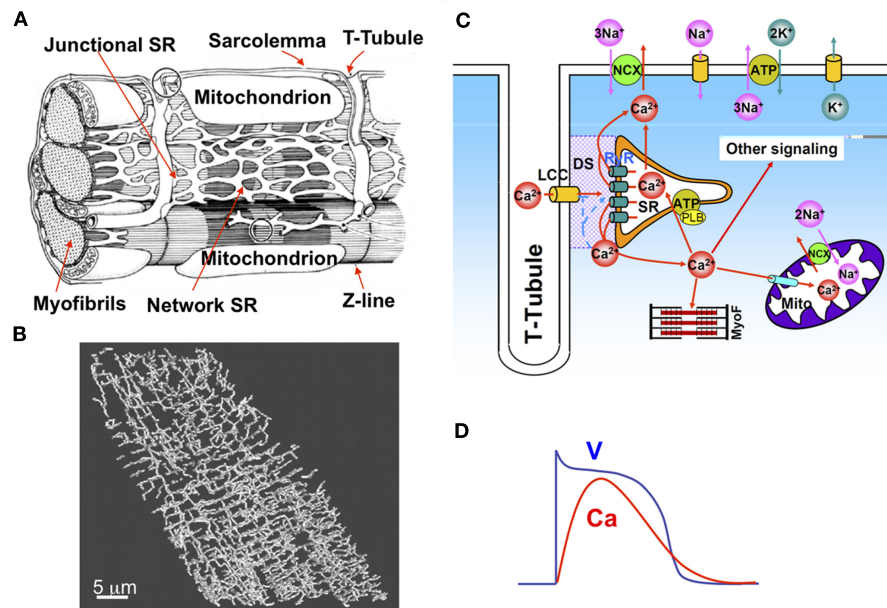 A
Junctional SR
Sarcolemma
T-Tubule
Mitochondrion
Mitochondrion
Myofibrils
Network SR
Z-line
B
5 µm
C
3Na⁺
Na⁺
2K⁺
NCX
ATP
Ca²⁺
3Na⁺
K⁺
Other signaling
DS
RyR
LCC
Ca²⁺
Ca²⁺
SR
ATP
PLB
Ca²⁺
Ca²⁺
2Na⁺
NCX
Na⁺
Mito
Ca²⁺
MyoF
T-Tubule
D
V
Ca